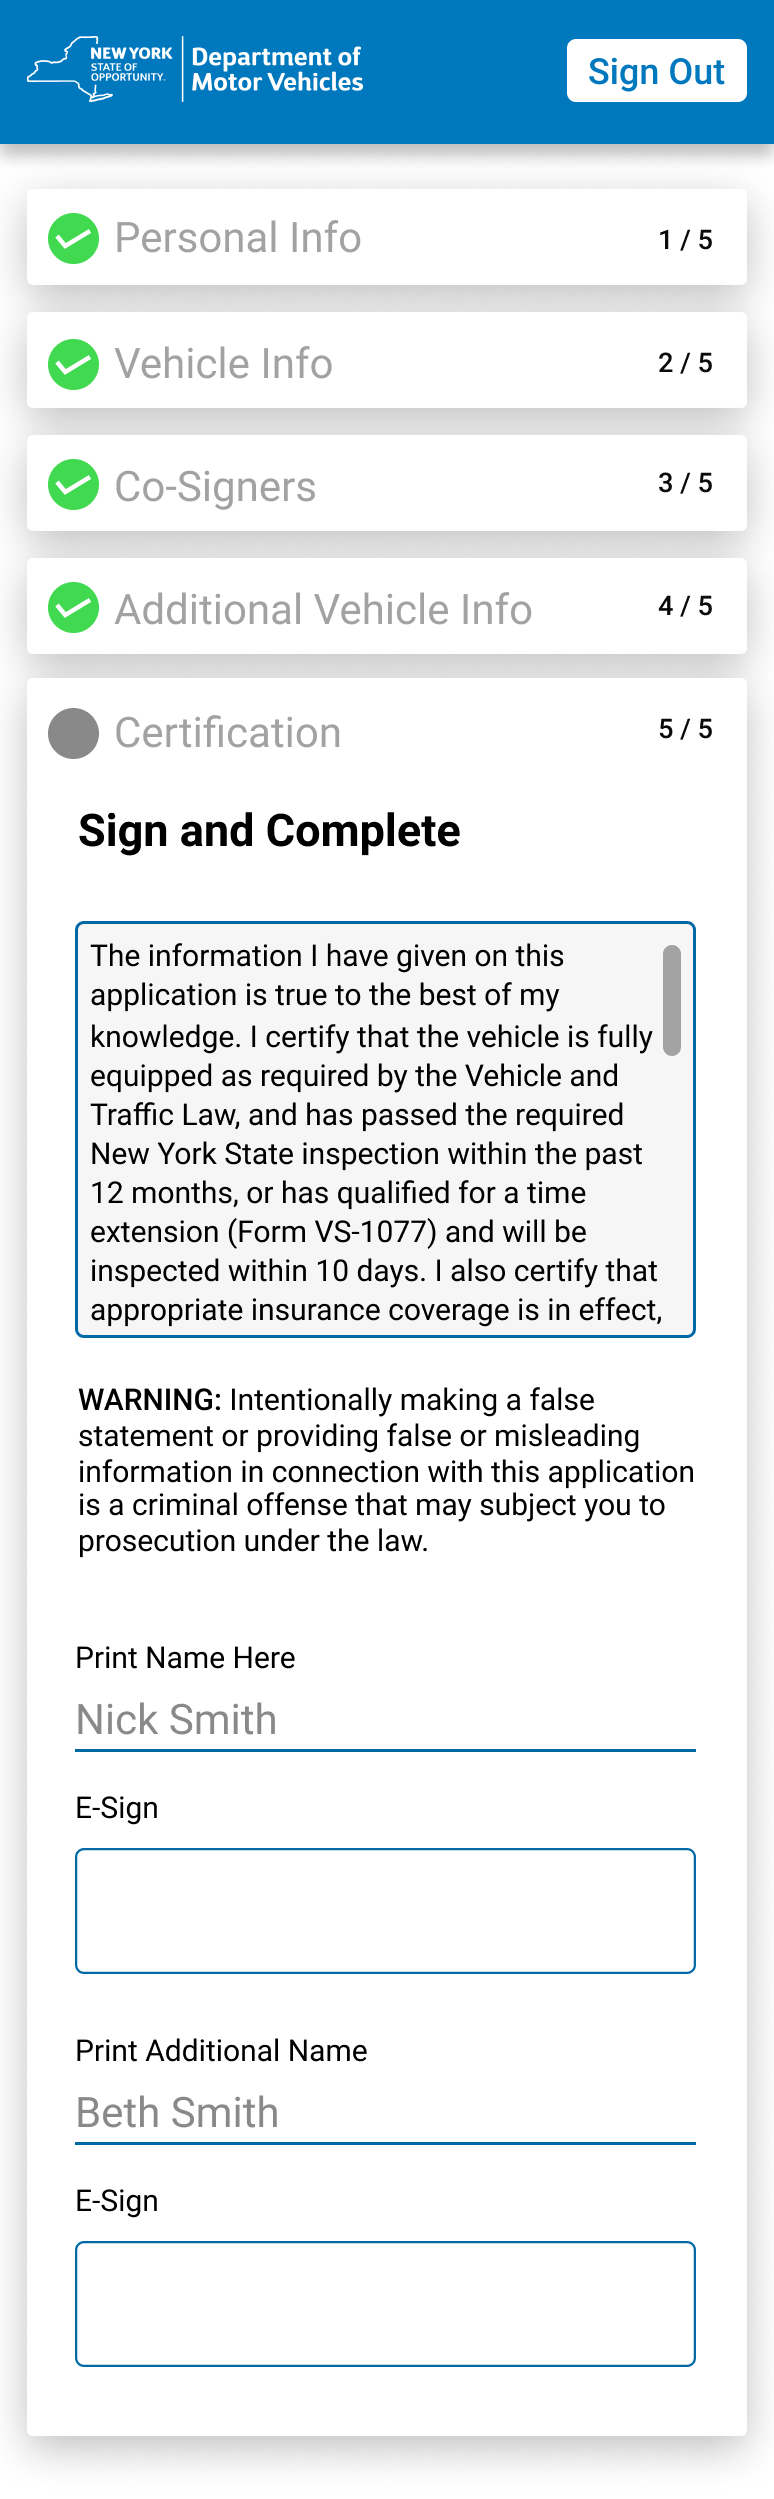 NEW YORK
STATE OF
OPPORTUNITY.
Department of
Motor Vehicles
Sign Out
Personal Info
1 / 5
Vehicle Info
2 / 5
Co-Signers
3 / 5
Additional Vehicle Info
4 / 5
Certification
5 / 5
Sign and Complete
The information I have given on this
application is true to the best of my
knowledge. I certify that the vehicle is fully
equipped as required by the Vehicle and
Traffic Law, and has passed the required
New York State inspection within the past
12 months, or has qualified for a time
extension (Form VS-1077) and will be
inspected within 10 days. I also certify that
appropriate insurance coverage is in effect,
WARNING: Intentionally making a false
statement or providing false or misleading
information in connection with this application
is a criminal offense that may subject you to
prosecution under the law.
Print Name Here
Nick Smith
E-Sign
Print Additional Name
Beth Smith
E-Sign